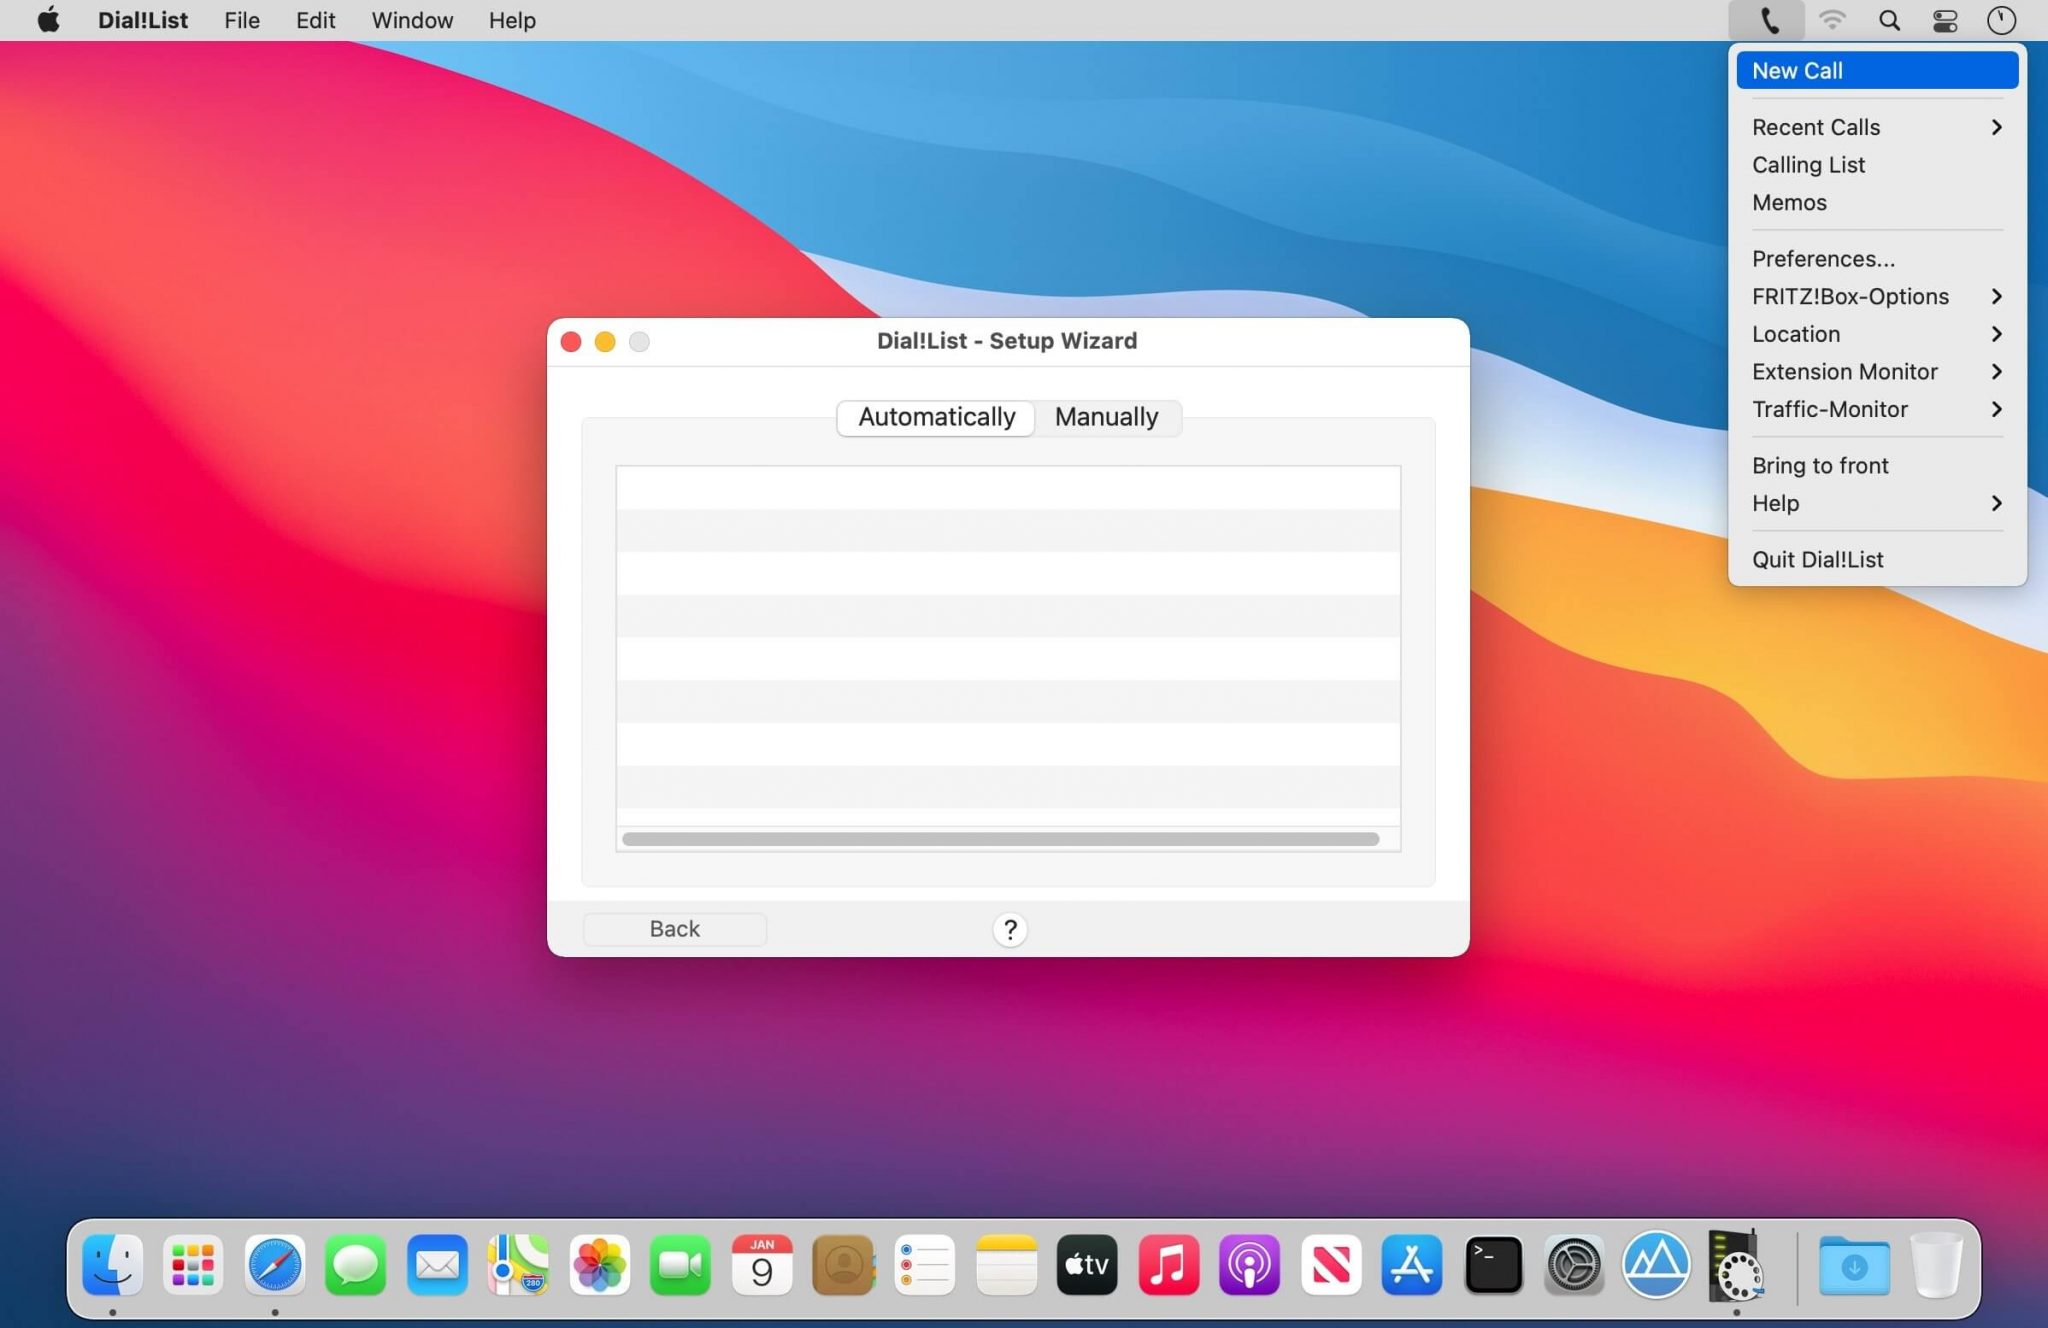 Dial!List File Edit Window Help
New Call
Recent Calls
Calling List
Memos
Preferences...
FRITZ!Box-Options
Location
Extension Monitor
Traffic-Monitor
Bring to front
Help
Quit Dial!List
Dial!List - Setup Wizard
Automatically Manually
Back ?
280
JAN
9
tv
>_